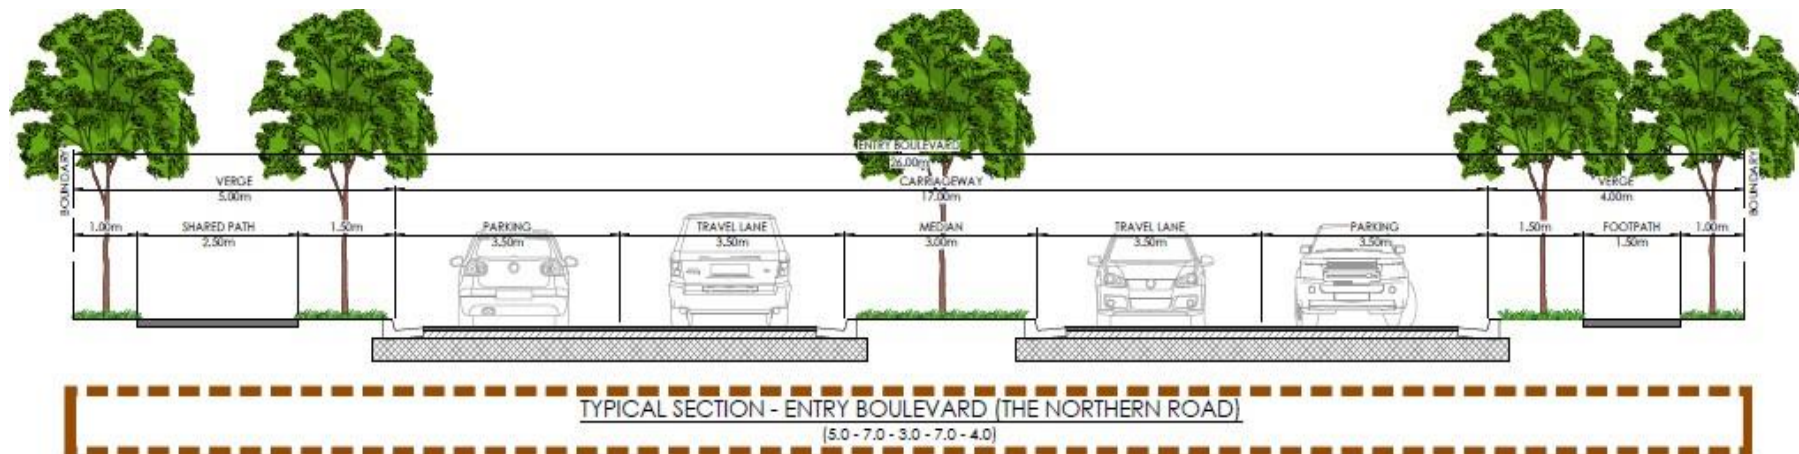 ENTRY BOULEVARD
26.00m
BOUNDARY
VERGE
5.00m
CARRIAGEWAY
17.00m
VERGE
4.00m
BOUNDARY
1.00m
SHARED PATH
2.50m
1.50m
PARKING
3.50m
TRAVEL LANE
3.50m
MEDIAN
3.00m
TRAVEL LANE
3.50m
PARKING
3.50m
1.50m
FOOTPATH
1.50m
1.00m
TYPICAL SECTION - ENTRY BOULEVARD (THE NORTHERN ROAD)
(5.0 - 7.0 - 3.0 - 7.0 - 4.0)